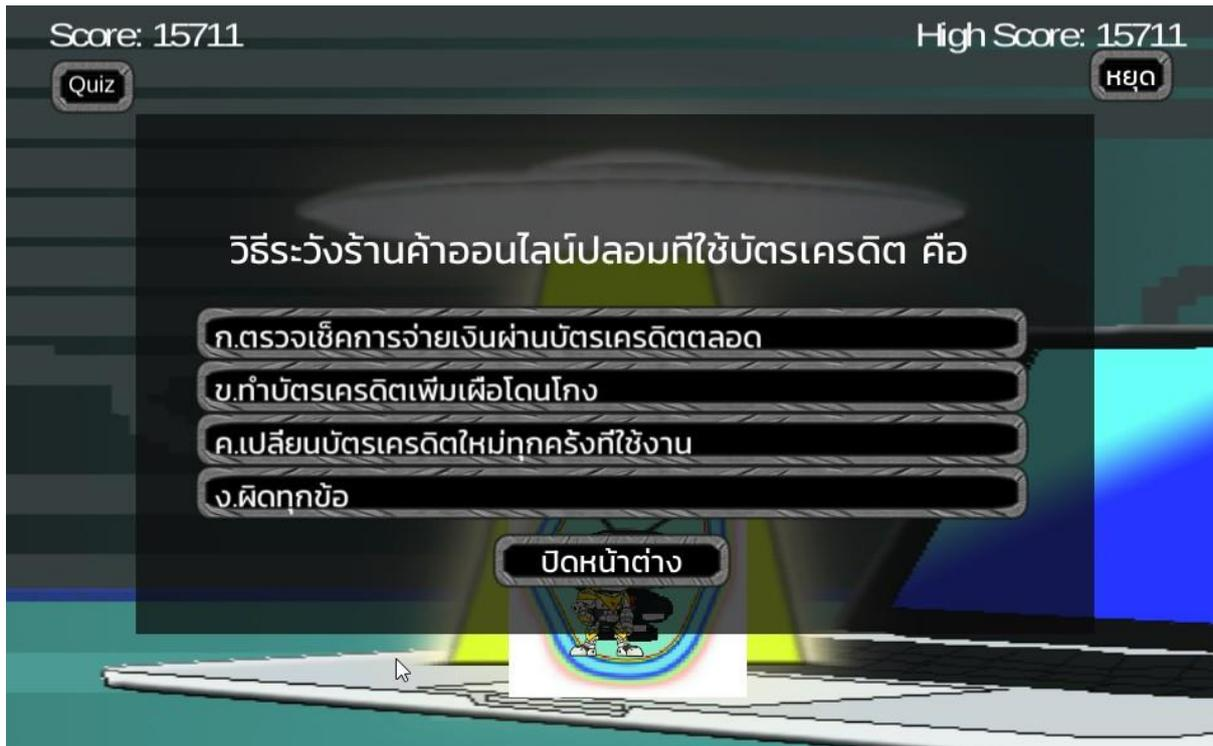 Score: 15711
High Score: 15711
Quiz
หยุด
วิธีระวังร้านค้าออนไลน์ปลอมที่ใช้บัตรเครดิต คือ
ก.ตรวจเช็คการจ่ายเงินผ่านบัตรเครดิตตลอด
ข.ทำบัตรเครดิตเพิ่มเผื่อโดนโกง
ค.เปลี่ยนบัตรเครดิตใหม่ทุกครั้งที่ใช้งาน
ง.ผิดทุกข้อ
ปิดหน้าต่าง